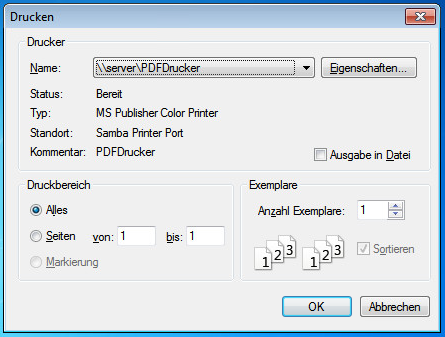 Drucken
Drucker
Name: \\server\PDFDrucker Eigenschaften...
Status: Bereit
Typ: MS Publisher Color Printer
Standort: Samba Printer Port
Kommentar: PDFDrucker Ausgabe in Datei
Druckbereich Exemplare
Alles Anzahl Exemplare: 1
Seiten von: 1 bis: 1
1 2 3 1 2 3 Sortieren
Markierung
OK Abbrechen